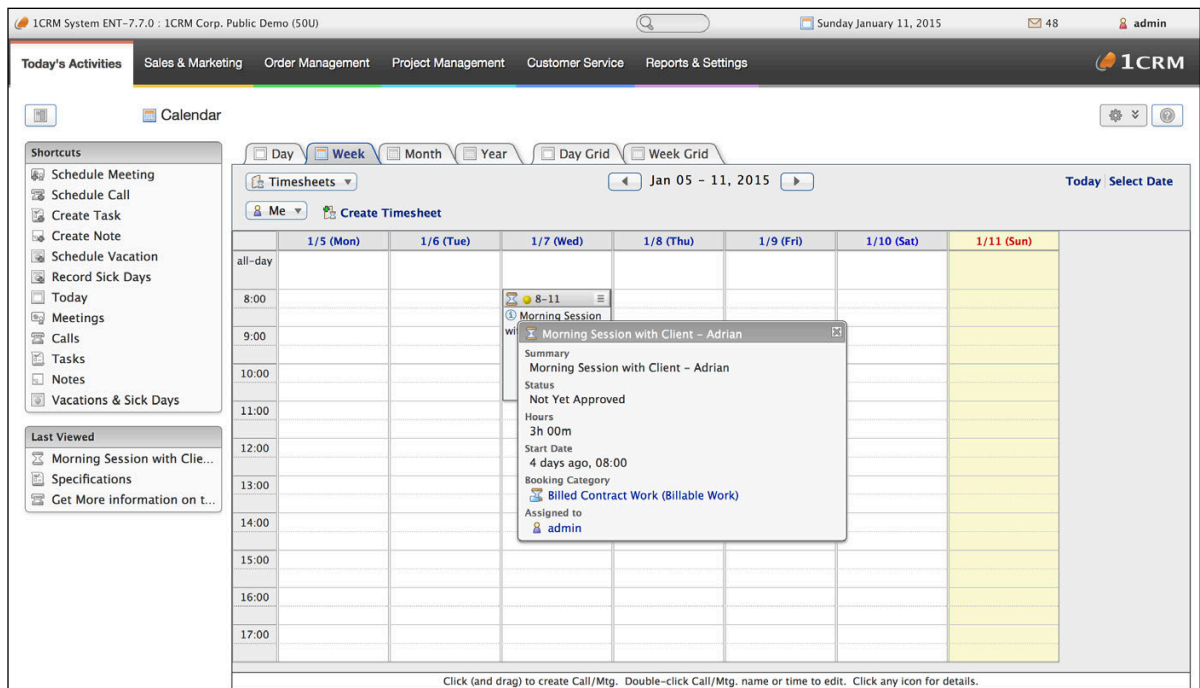 1CRM System ENT-7.7.0 : 1CRM Corp. Public Demo (50U)
Sunday January 11, 2015
48
admin
Today's Activities
Sales & Marketing
Order Management
Project Management
Customer Service
Reports & Settings
1CRM
Calendar
Shortcuts
Schedule Meeting
Schedule Call
Create Task
Create Note
Schedule Vacation
Record Sick Days
Today
Meetings
Calls
Tasks
Notes
Vacations & Sick Days
Last Viewed
Morning Session with Clie...
Specifications
Get More information on t...
Day
Week
Month
Year
Day Grid
Week Grid
Timesheets
Jan 05 – 11, 2015
Today
Select Date
Me
Create Timesheet
1/5 (Mon)
1/6 (Tue)
1/7 (Wed)
1/8 (Thu)
1/9 (Fri)
1/10 (Sat)
1/11 (Sun)
all-day
8:00
9:00
10:00
11:00
12:00
13:00
14:00
15:00
16:00
17:00
8–11
Morning Session
Morning Session with Client – Adrian
Summary
Morning Session with Client – Adrian
Status
Not Yet Approved
Hours
3h 00m
Start Date
4 days ago, 08:00
Booking Category
Billed Contract Work (Billable Work)
Assigned to
admin
Click (and drag) to create Call/Mtg. Double-click Call/Mtg. name or time to edit. Click any icon for details.